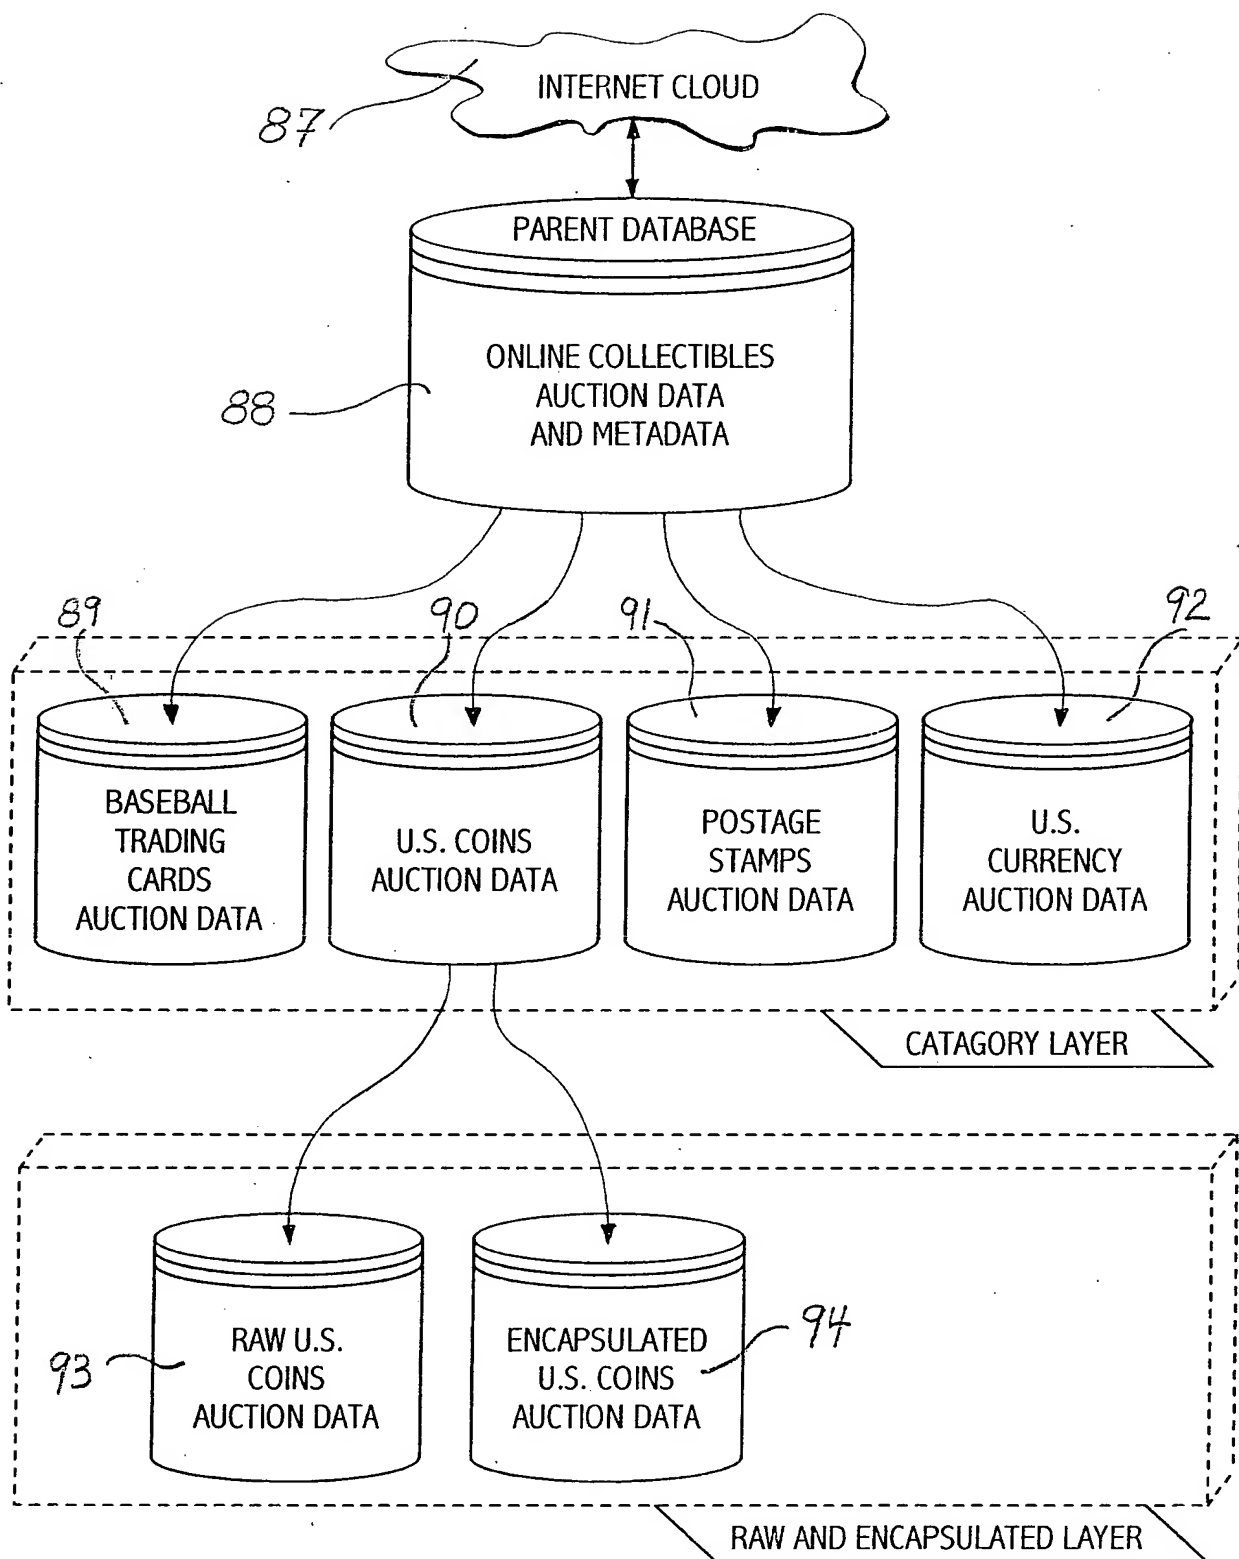 INTERNET CLOUD
87
PARENT DATABASE
ONLINE COLLECTIBLES
AUCTION DATA
AND METADATA
88
89
90
91
92
BASEBALL
TRADING
CARDS
AUCTION DATA
U.S. COINS
AUCTION DATA
POSTAGE
STAMPS
AUCTION DATA
U.S.
CURRENCY
AUCTION DATA
CATAGORY LAYER
RAW U.S.
COINS
AUCTION DATA
93
ENCAPSULATED
U.S. COINS
AUCTION DATA
94
RAW AND ENCAPSULATED LAYER